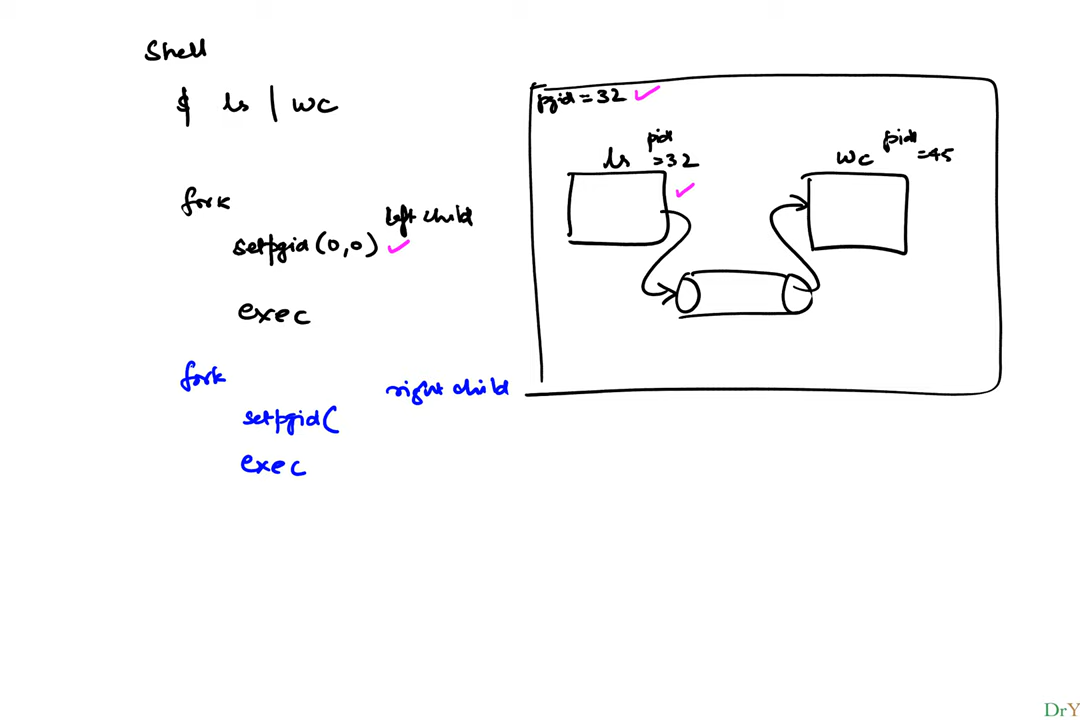 Shell
$ ls | wc
fork
left child
setpgid(0,0) ✓
exec
fork
right child
setpgid(
exec
pgid = 32 ✓
ls pid
=32
✓
wc pid
=45
DrY